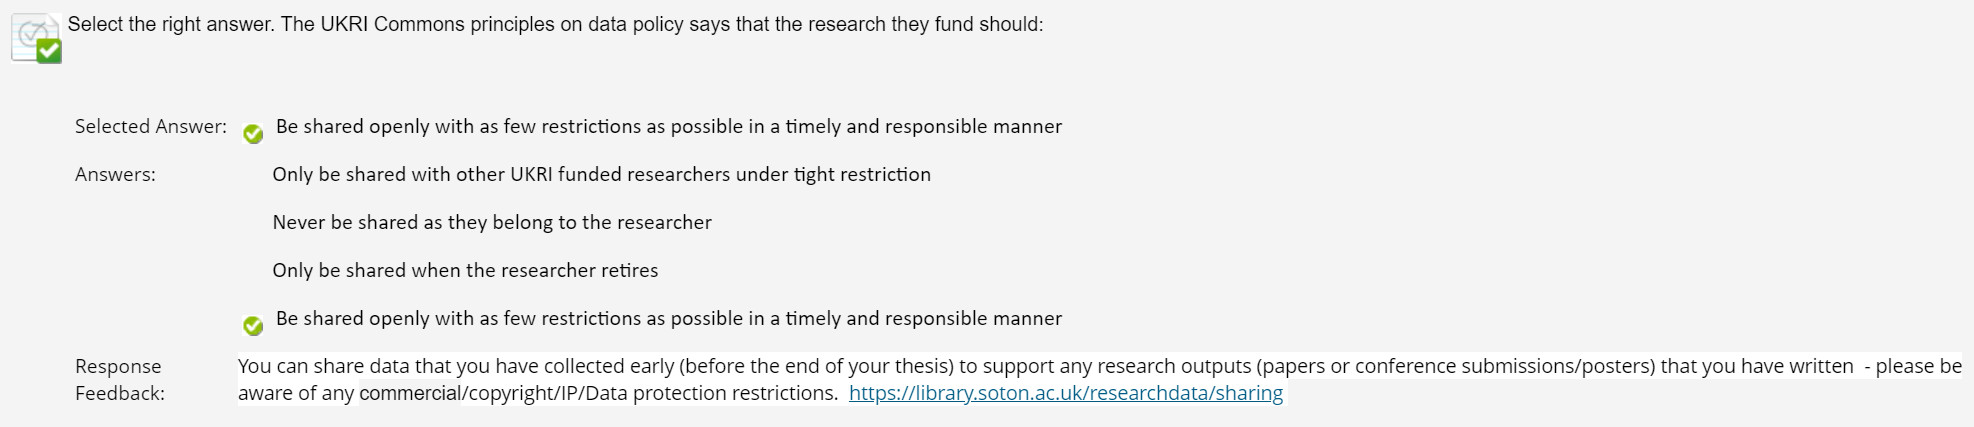 Select the right answer. The UKRI Commons principles on data policy says that the research they fund should:
Selected Answer: Be shared openly with as few restrictions as possible in a timely and responsible manner
Answers: Only be shared with other UKRI funded researchers under tight restriction
Never be shared as they belong to the researcher
Only be shared when the researcher retires
Be shared openly with as few restrictions as possible in a timely and responsible manner
Response You can share data that you have collected early (before the end of your thesis) to support any research outputs (papers or conference submissions/posters) that you have written - please be
Feedback: aware of any commercial/copyright/IP/Data protection restrictions. https://library.soton.ac.uk/researchdata/sharing